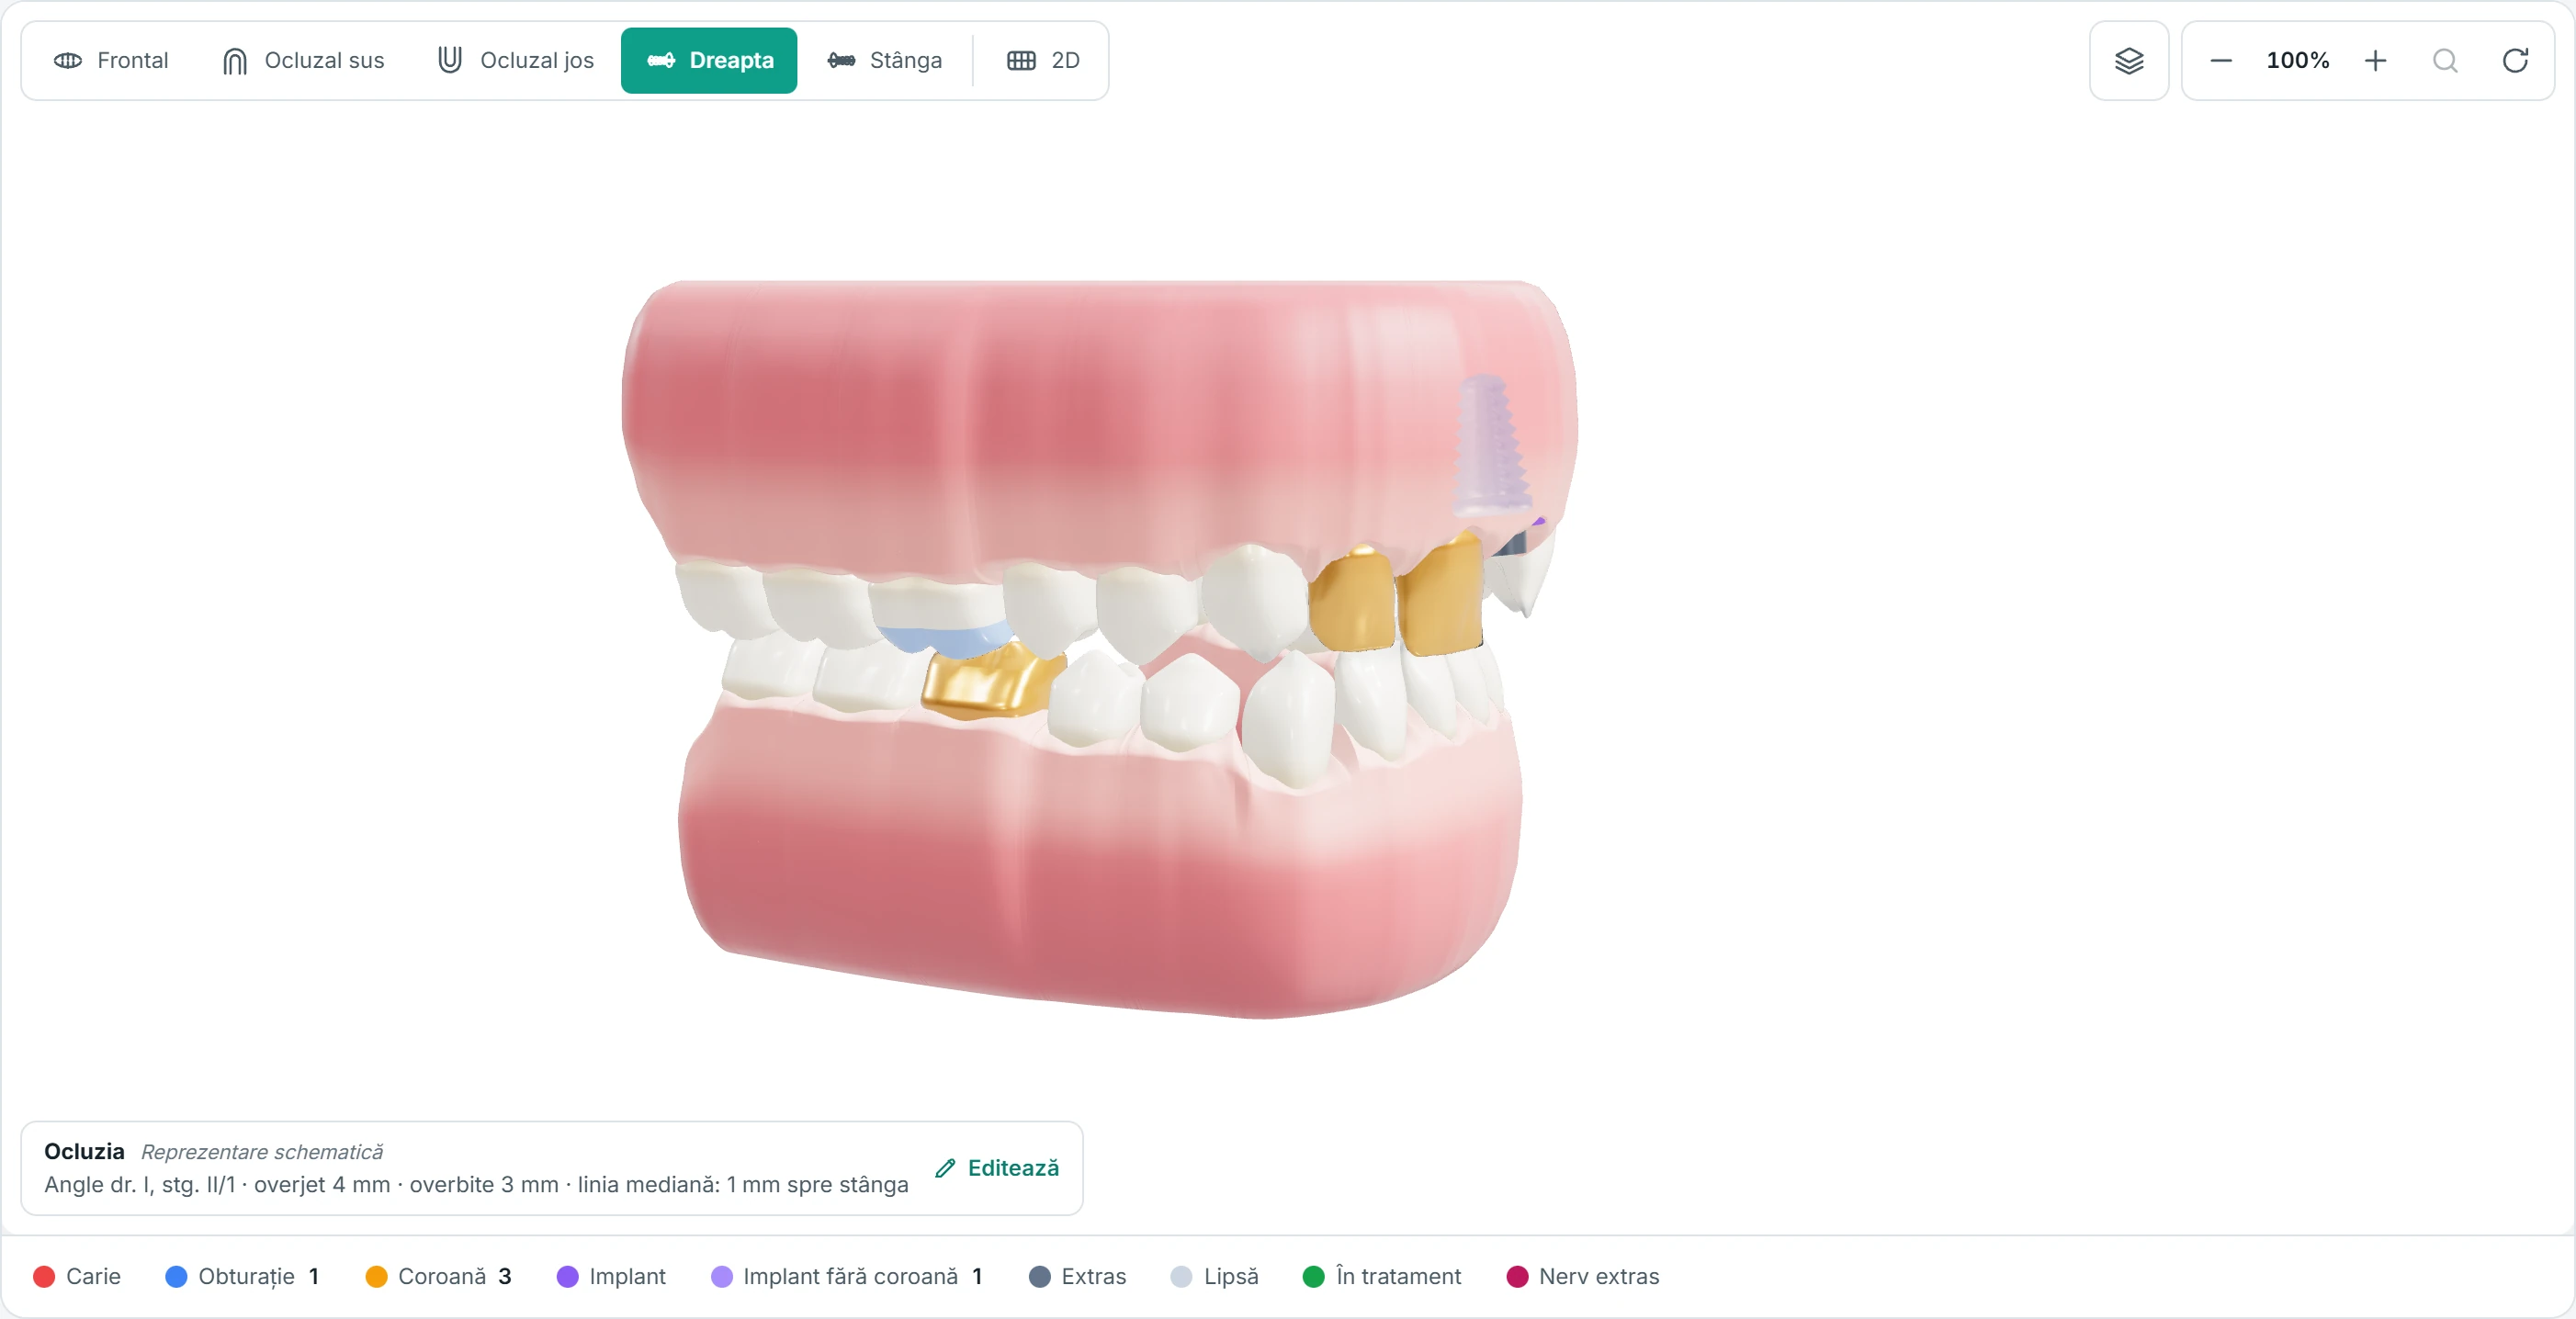 Frontal Ocluzal sus Ocluzal jos Dreapta Stânga 2D 100%
Ocluzia Reprezentare schematică
Angle dr. I, stg. II/1 · overjet 4 mm · overbite 3 mm · linia mediană: 1 mm spre stânga
Editează
Carie Obturație 1 Coroană 3 Implant Implant fără coroană 1 Extras Lipsă În tratament Nerv extras